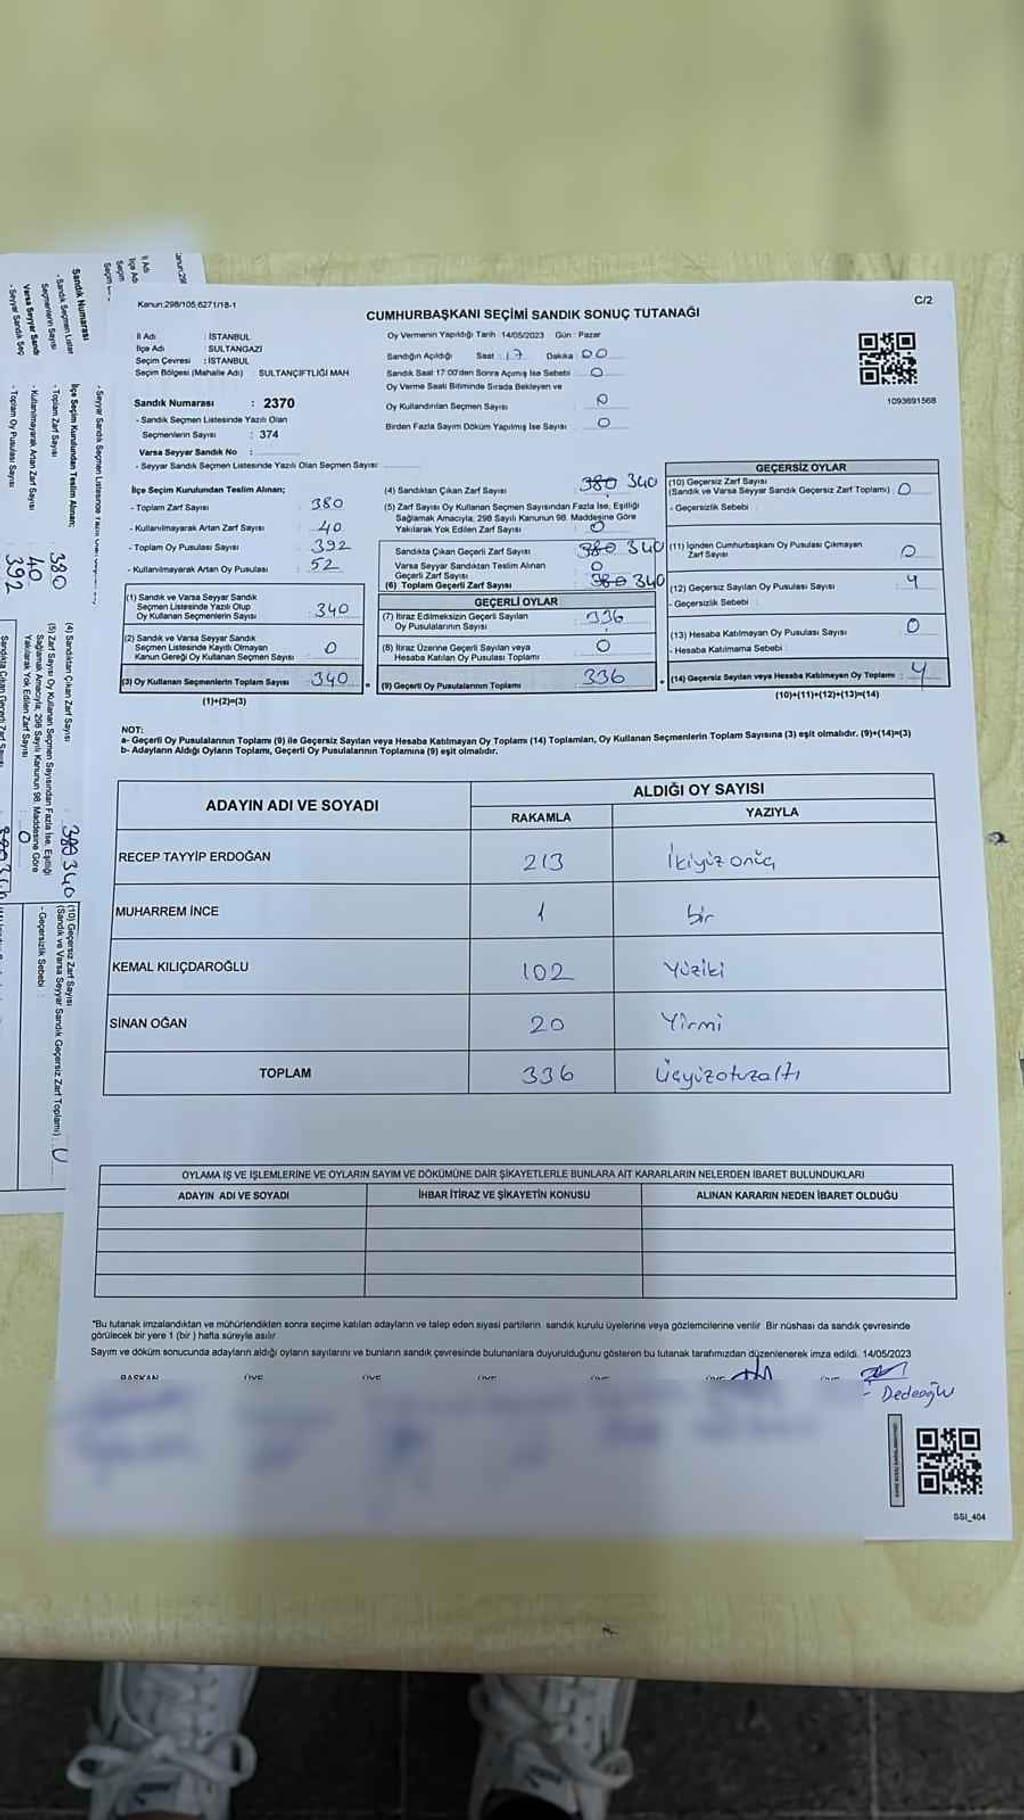 Kanun:298/105,6271/18-1
C/2
CUMHURBAŞKANI SEÇİMİ SANDIK SONUÇ TUTANAĞI
İl Adı : İSTANBUL
İlçe Adı : SULTANGAZİ
Seçim Çevresi : İSTANBUL
Seçim Bölgesi (Mahalle Adı) SULTANÇİFTLİĞİ MAH
Oy Vermenin Yapıldığı Tarih : 14/05/2023 Gün : Pazar
Sandığın Açıldığı Saat : 17 Dakika 00
Sandık Saat 17:00'den Sonra Açılmış İse Sebebi 0
Oy Verme Saati Bitiminde Sırada Bekleyen ve
Oy Kullandırılan Seçmen Sayısı 0
Birden Fazla Sayım Döküm Yapılmış İse Sayısı 0
1093691568
Sandık Numarası : 2370
- Sandık Seçmen Listesinde Yazılı Olan
Seçmenlerin Sayısı : 374
Varsa Seyyar Sandık No :
- Seyyar Sandık Seçmen Listesinde Yazılı Olan Seçmen Sayısı
İlçe Seçim Kurulundan Teslim Alınan;
- Toplam Zarf Sayısı 380
- Kullanılmayarak Artan Zarf Sayısı 40
- Toplam Oy Pusulası Sayısı 392
- Kullanılmayarak Artan Oy Pusulası 52
(1) Sandık ve Varsa Seyyar Sandık
Seçmen Listesinde Yazılı Olup
Oy Kullanan Seçmenlerin Sayısı 340
(2) Sandık ve Varsa Seyyar Sandık
Seçmen Listesinde Kayıtlı Olmayan
Kanun Gereği Oy Kullanan Seçmen Sayısı 0
(3) Oy Kullanan Seçmenlerin Toplam Sayısı 340
(1)+(2)=(3)
(4) Sandıktan Çıkan Zarf Sayısı 380 340
(5) Zarf Sayısı Oy Kullanan Seçmen Sayısından Fazla İse, Eşitliği
Sağlamak Amacıyla, 298 Sayılı Kanunun 98. Maddesine Göre
Yakılarak Yok Edilen Zarf Sayısı 0
Sandıkta Çıkan Geçerli Zarf Sayısı 380 340
Varsa Seyyar Sandıktan Teslim Alınan
Geçerli Zarf Sayısı 0
(6) Toplam Geçerli Zarf Sayısı 380 340
GEÇERLİ OYLAR
(7) İtiraz Edilmeksizin Geçerli Sayılan
Oy Pusulalarının Sayısı 336
(8) İtiraz Üzerine Geçerli Sayılan veya
Hesaba Katılan Oy Pusulası Toplamı 0
(9) Geçerli Oy Pusulalarının Toplamı 336
GEÇERSİZ OYLAR
(10) Geçersiz Zarf Sayısı
(Sandık ve Varsa Seyyar Sandık Geçersiz Zarf Toplamı) : 0
- Geçersizlik Sebebi
(11) İçinden Cumhurbaşkanı Oy Pusulası Çıkmayan
Zarf Sayısı 0
(12) Geçersiz Sayılan Oy Pusulası Sayısı 4
- Geçersizlik Sebebi
(13) Hesaba Katılmayan Oy Pusulası Sayısı 0
- Hesaba Katılmama Sebebi
(14) Geçersiz Sayılan veya Hesaba Katılmayan Oy Toplamı : 4
(10)+(11)+(12)+(13)=(14)
NOT:
a- Geçerli Oy Pusulalarının Toplamı (9) ile Geçersiz Sayılan veya Hesaba Katılmayan Oy Toplamı (14) Toplamları, Oy Kullanan Seçmenlerin Toplam Sayısına (3) eşit olmalıdır. (9)+(14)=(3)
b- Adayların Aldığı Oyların Toplamı, Geçerli Oy Pusulalarının Toplamına (9) eşit olmalıdır.
ADAYIN ADI VE SOYADI
ALDIĞI OY SAYISI
RAKAMLA YAZIYLA
RECEP TAYYİP ERDOĞAN 213 İkiyüz onüç
MUHARREM İNCE 1 bir
KEMAL KILIÇDAROĞLU 102 Yüziki
SİNAN OĞAN 20 Yirmi
TOPLAM 336 Üçyüzotuzaltı
OYLAMA İŞ VE İŞLEMLERİNE VE OYLARIN SAYIM VE DÖKÜMÜNE DAİR ŞİKAYETLERLE BUNLARA AİT KARARLARIN NELERDEN İBARET BULUNDUKLARI
ADAYIN ADI VE SOYADI İHBAR İTİRAZ VE ŞİKAYETİN KONUSU ALINAN KARARIN NEDEN İBARET OLDUĞU
"Bu tutanak imzalandıktan ve mühürlendikten sonra seçime katılan adayların ve talep eden siyasi partilerin sandık kurulu üyelerine veya gözlemcilerine verilir. Bir nüshası da sandık çevresinde
görülecek bir yere 1 (bir) hafta süreyle asılır.
Sayım ve döküm sonucunda adayların aldığı oyların sayılarını ve bunların sandık çevresinde bulunanlara duyurulduğunu gösteren bu tutanak tarafımızdan düzenlenerek imza edildi. 14/05/2023
BAŞKAN ÜYE ÜYE ÜYE ÜYE ÜYE ÜYE
Dedeoğlu
SSI_404